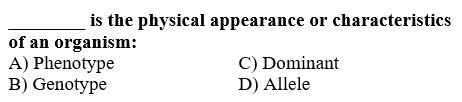 ________ is the physical appearance or characteristics
of an organism:
A) Phenotype C) Dominant
B) Genotype D) Allele